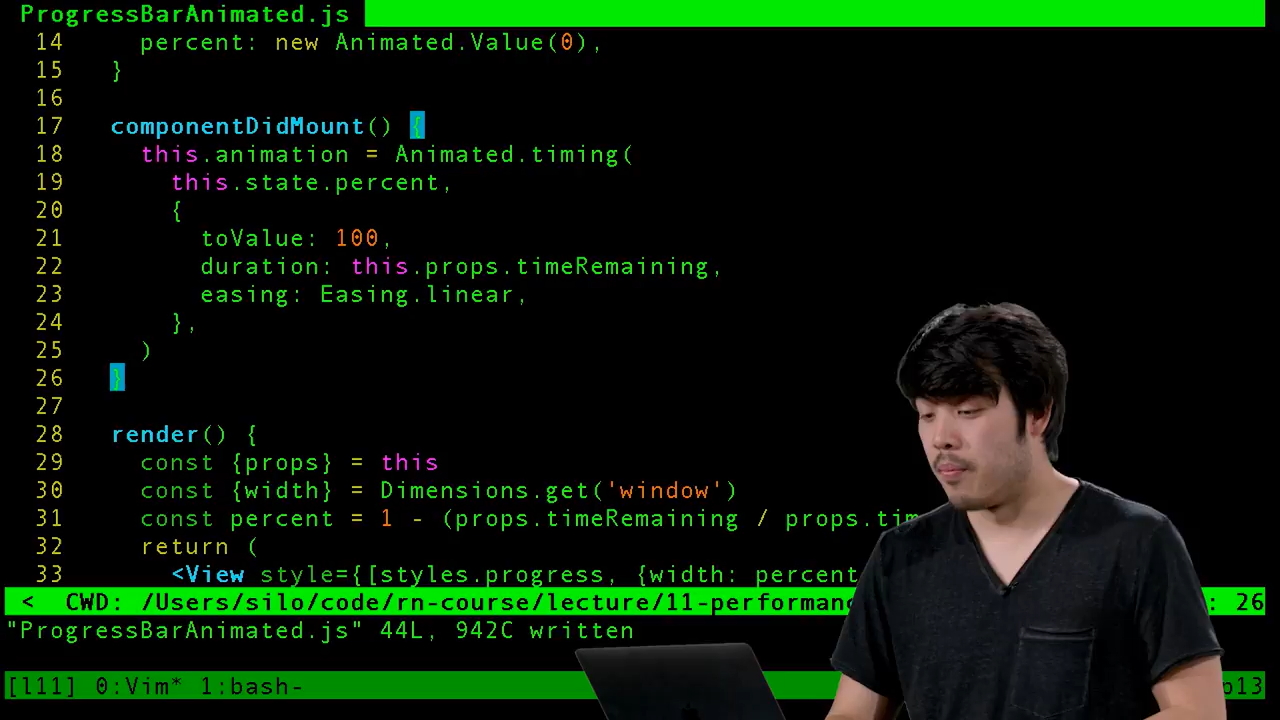 ProgressBarAnimated.js
14 percent: new Animated.Value(0),
15 }
16
17 componentDidMount() {
18 this.animation = Animated.timing(
19 this.state.percent,
20 {
21 toValue: 100,
22 duration: this.props.timeRemaining,
23 easing: Easing.linear,
24 },
25 )
26 }
27
28 render() {
29 const {props} = this
30 const {width} = Dimensions.get('window')
31 const percent = 1 - (props.timeRemaining / props.tim
32 return (
33 <View style={[styles.progress, {width: percent
< CWD: /Users/silo/code/rn-course/lecture/11-performanc : 26
"ProgressBarAnimated.js" 44L, 942C written
[l11] 0:Vim* 1:bash- p13